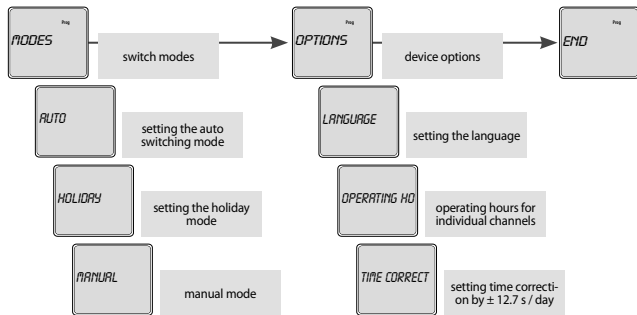 Prog
MODES
switch modes
Prog
OPTIONS
device options
Prog
END
AUTO
setting the auto
switching mode
LANGUAGE
setting the language
HOLIDAY
setting the holiday
mode
OPERATING HO
operating hours for
individual channels
MANUAL
manual mode
TIME CORRECT
setting time correcti-
on by ± 12.7 s / day